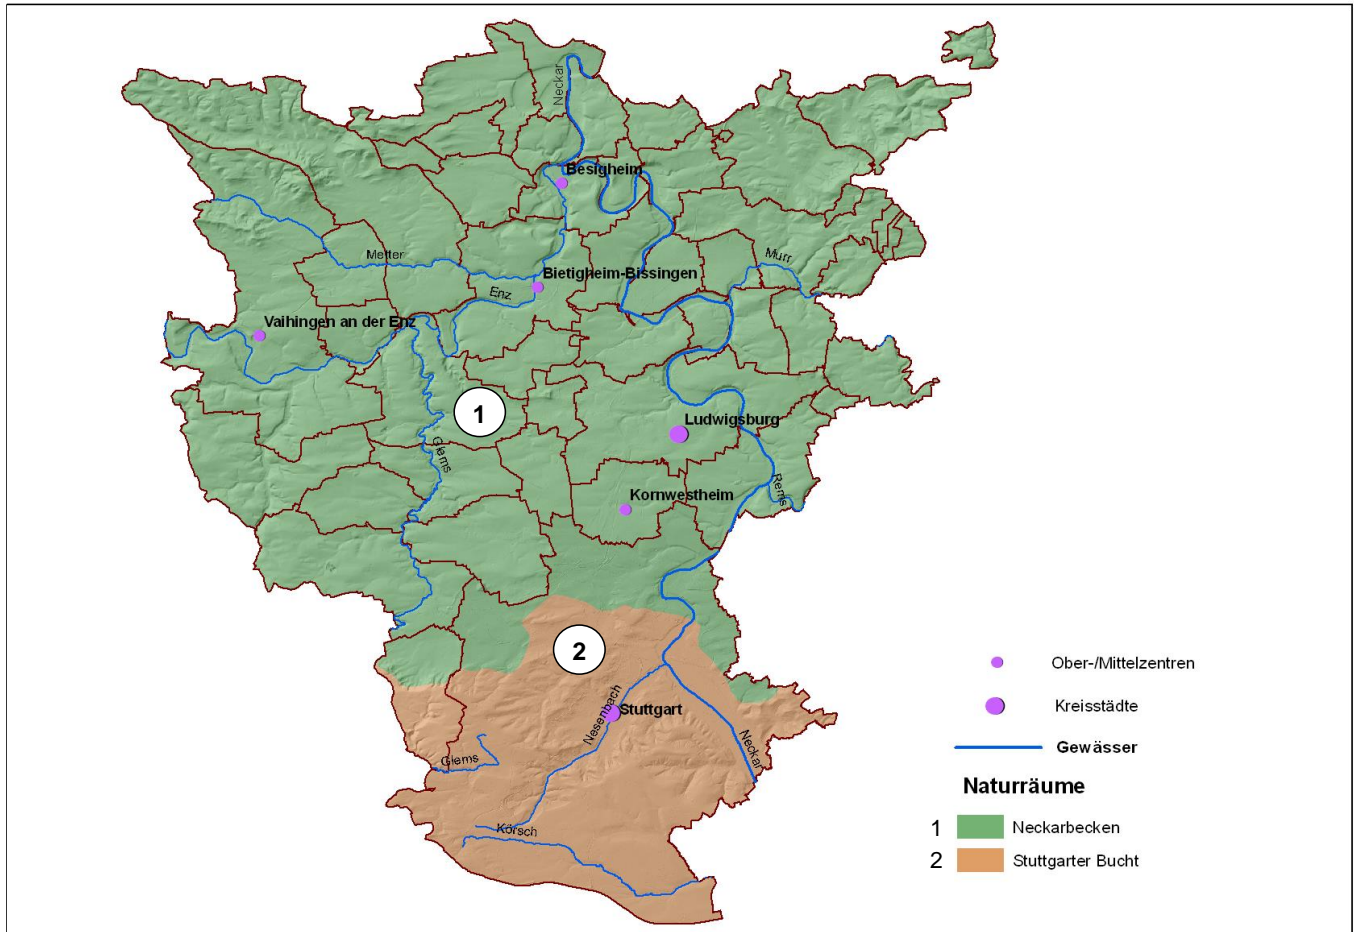 Neckar
Besigheim
Metter
Murr
Bietigheim-Bissingen
Enz
Vaihingen an der Enz
1
Ludwigsburg
Glems
Rems
Kornwestheim
2
Nesenbach
Stuttgart
Neckar
Glems
Körsch
Ober-/Mittelzentren
Kreisstädte
Gewässer
Naturräume
1 Neckarbecken
2 Stuttgarter Bucht